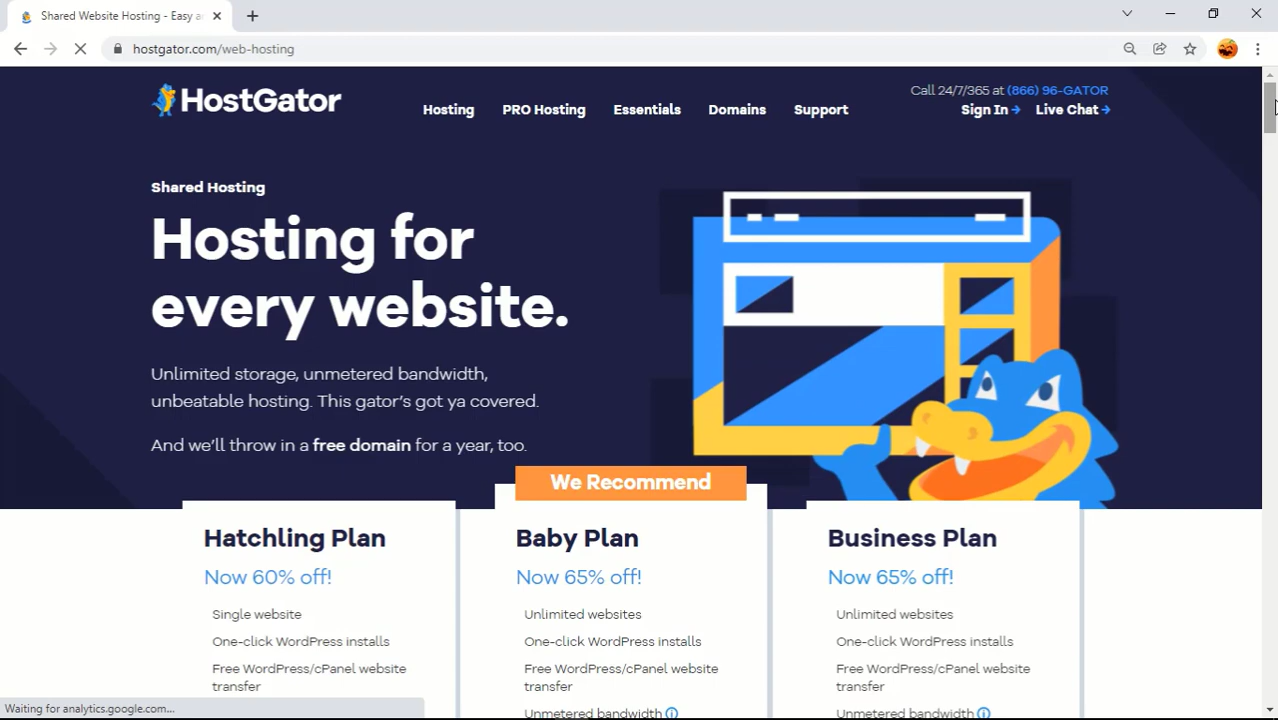 Shared Website Hosting - Easy a
hostgator.com/web-hosting
HostGator
Hosting
PRO Hosting
Essentials
Domains
Support
Call 24/7/365 at (866) 96-GATOR
Sign In
Live Chat
Shared Hosting
Hosting for
every website.
Unlimited storage, unmetered bandwidth,
unbeatable hosting. This gator's got ya covered.
And we'll throw in a free domain for a year, too.
We Recommend
Hatchling Plan
Now 60% off!
Single website
One-click WordPress installs
Free WordPress/cPanel website
transfer
Baby Plan
Now 65% off!
Unlimited websites
One-click WordPress installs
Free WordPress/cPanel website
transfer
Unmetered bandwidth
Business Plan
Now 65% off!
Unlimited websites
One-click WordPress installs
Free WordPress/cPanel website
transfer
Unmetered bandwidth
Waiting for analytics.google.com...